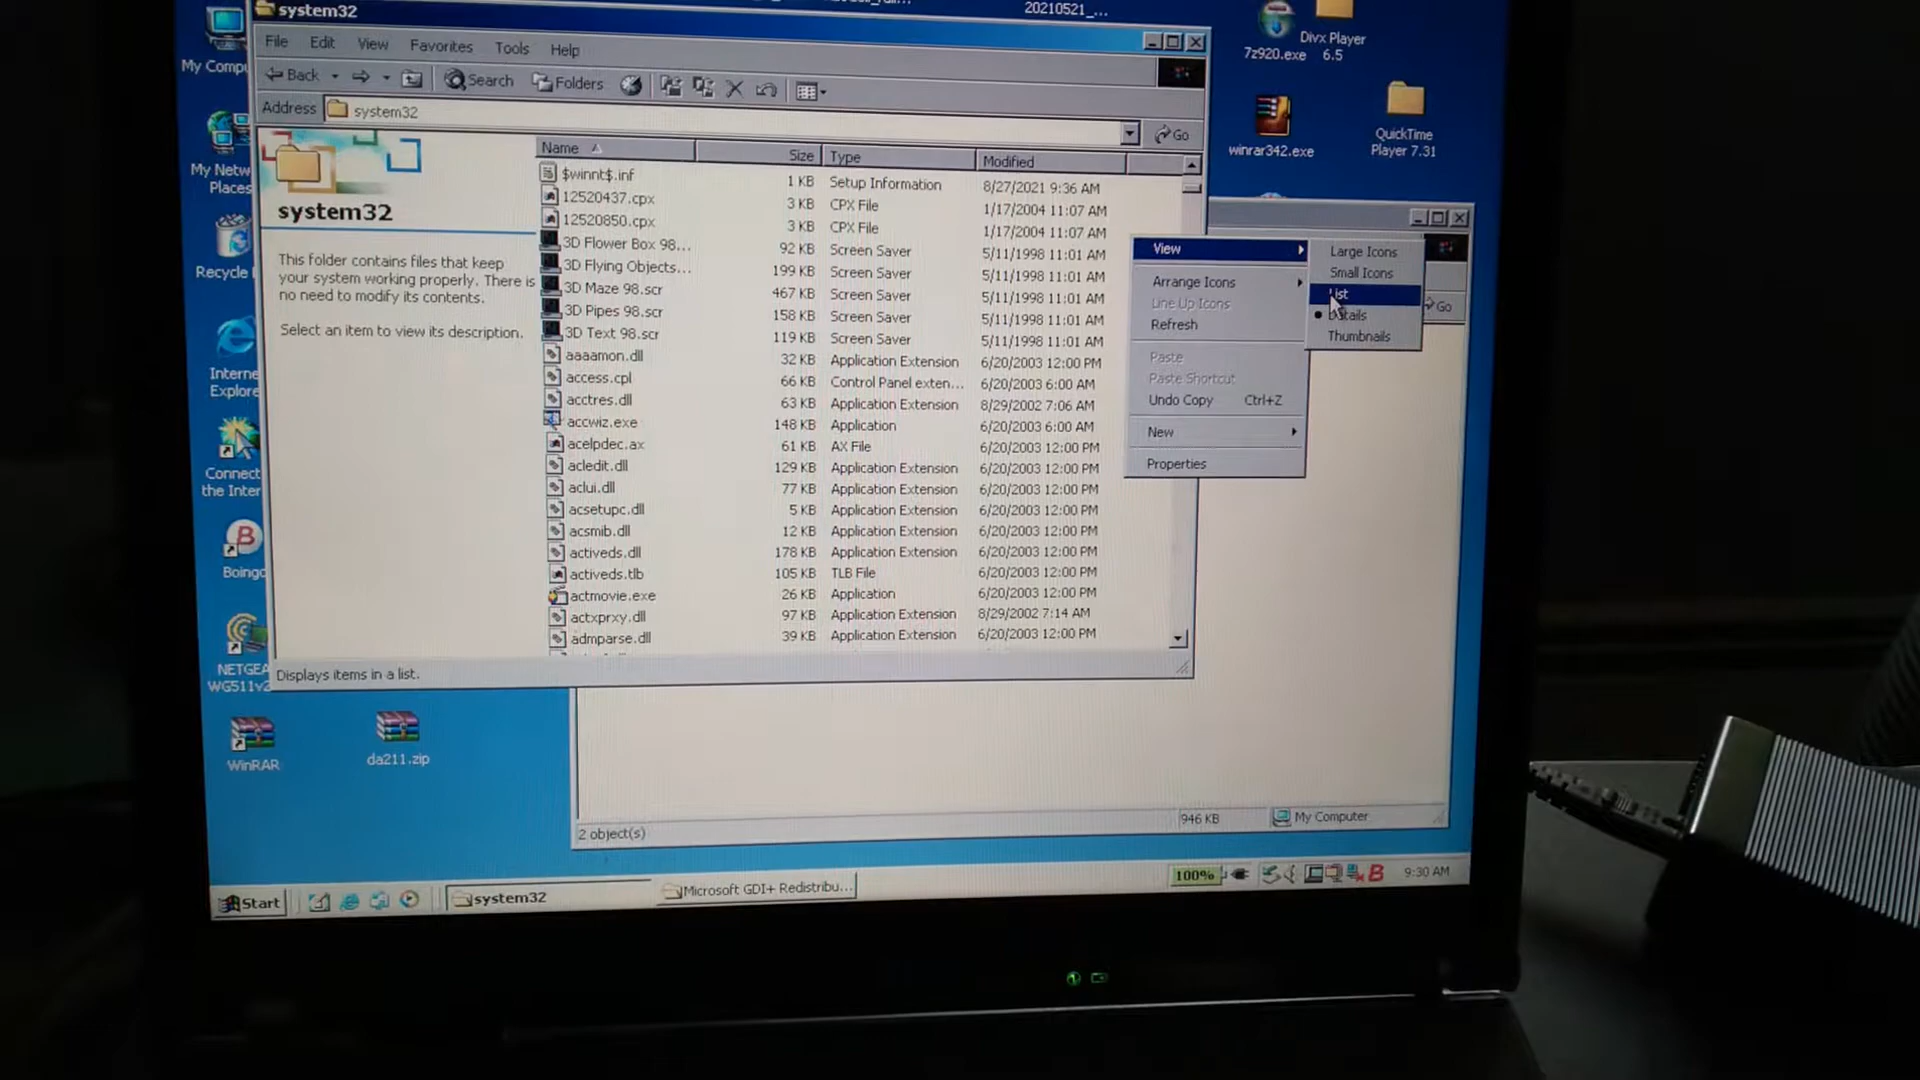 system32
File Edit View Favorites Tools Help
Back Search Folders
Address system32 Go
Name Size Type Modified
$winnt$.inf 1 KB Setup Information 8/27/2021 9:36 AM
12520437.cpx 3 KB CPX File 1/17/2004 11:07 AM
12520850.cpx 3 KB CPX File 1/17/2004 11:07 AM
3D Flower Box 98... 92 KB Screen Saver 5/11/1998 11:01 AM
3D Flying Objects... 199 KB Screen Saver 5/11/1998 11:01 AM
3D Maze 98.scr 467 KB Screen Saver 5/11/1998 11:01 AM
3D Pipes 98.scr 158 KB Screen Saver 5/11/1998 11:01 AM
3D Text 98.scr 119 KB Screen Saver 5/11/1998 11:01 AM
aaaamon.dll 32 KB Application Extension 6/20/2003 12:00 PM
access.cpl 66 KB Control Panel exten... 6/20/2003 6:00 AM
acctres.dll 63 KB Application Extension 8/29/2002 7:06 AM
accwiz.exe 148 KB Application 6/20/2003 6:00 AM
acelpdec.ax 61 KB AX File 6/20/2003 12:00 PM
acledit.dll 129 KB Application Extension 6/20/2003 12:00 PM
aclui.dll 77 KB Application Extension 6/20/2003 12:00 PM
acsetupc.dll 5 KB Application Extension 6/20/2003 12:00 PM
acsmib.dll 12 KB Application Extension 6/20/2003 12:00 PM
activeds.dll 178 KB Application Extension 6/20/2003 12:00 PM
activeds.tlb 105 KB TLB File 6/20/2003 12:00 PM
actmovie.exe 26 KB Application 6/20/2003 12:00 PM
actxprxy.dll 97 KB Application Extension 8/29/2002 7:14 AM
admparse.dll 39 KB Application Extension 6/20/2003 12:00 PM
system32
This folder contains files that keep
your system working properly. There is
no need to modify its contents.
Select an item to view its description.
Displays items in a list.
View
Arrange Icons
Line Up Icons
Refresh
Paste
Paste Shortcut
Undo Copy Ctrl+Z
New
Properties
Large Icons
Small Icons
List
Details
Thumbnails
Go
20210521_...
7z920.exe
Divx Player
6.5
winrar342.exe
QuickTime
Player 7.31
My Compu
My Netw
Places
Recycle
Interne
Explore
Connect
the Inter
Boingo
NETGEA
WG511v2
WinRAR
da211.zip
2 object(s) 946 KB My Computer
Start system32 Microsoft GDI+ Redistribu... 100% 9:30 AM